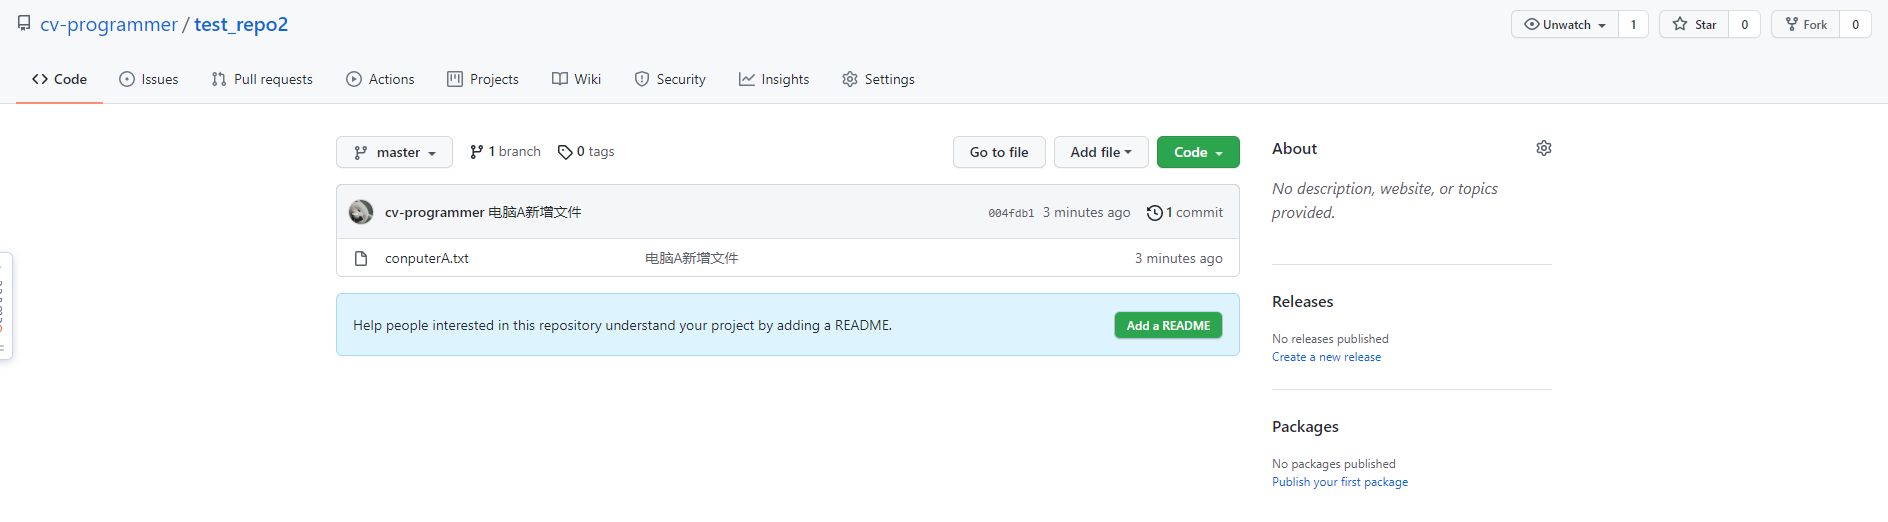 cv-programmer / test_repo2
Unwatch 1 Star 0 Fork 0
Code Issues Pull requests Actions Projects Wiki Security Insights Settings
master 1 branch 0 tags Go to file Add file Code
cv-programmer 电脑A新增文件 004fdb1 3 minutes ago 1 commit
conputerA.txt 电脑A新增文件 3 minutes ago
Help people interested in this repository understand your project by adding a README. Add a README
About
No description, website, or topics
provided.
Releases
No releases published
Create a new release
Packages
No packages published
Publish your first package